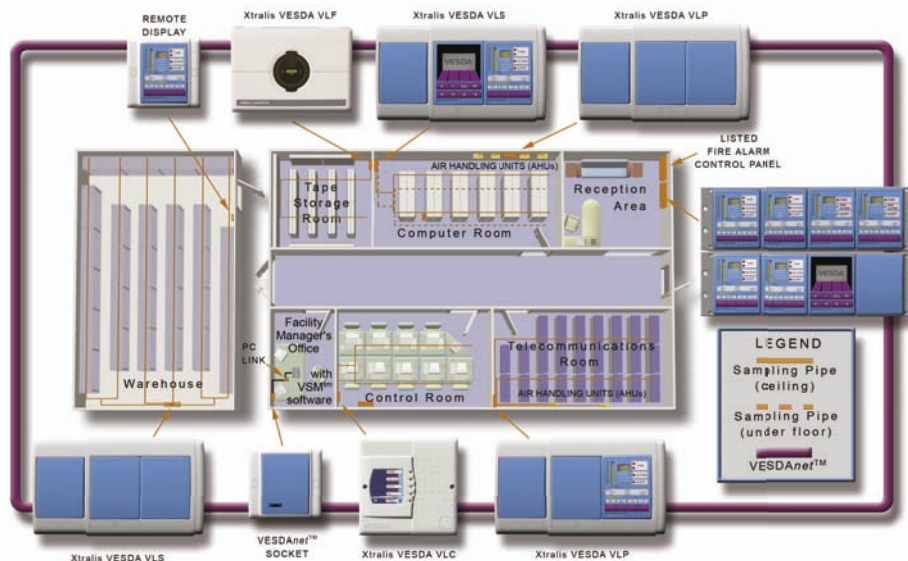 REMOTE
DISPLAY
Xtralis VESDA VLF
Xtralis VESDA VLS
Xtralis VESDA VLP
VESDA
LISTED
FIRE ALARM
CONTROL PANEL
AIR HANDLING UNITS (AHUs)
Tape
Storage
Room
Computer Room
Reception
Area
VESDA
Facility
Manager's
Office
PC
LINK
with
VSM™
software
Warehouse
Control Room
Telecommunications
Room
AIR HANDLING UNITS (AHUs)
LEGEND
Sampling Pipe
(ceiling)
Sampling Pipe
(under floor)
VESDAnet™
Xtralis VESDA VLS
VESDAnet™
SOCKET
Xtralis VESDA VLC
Xtralis VESDA VLP